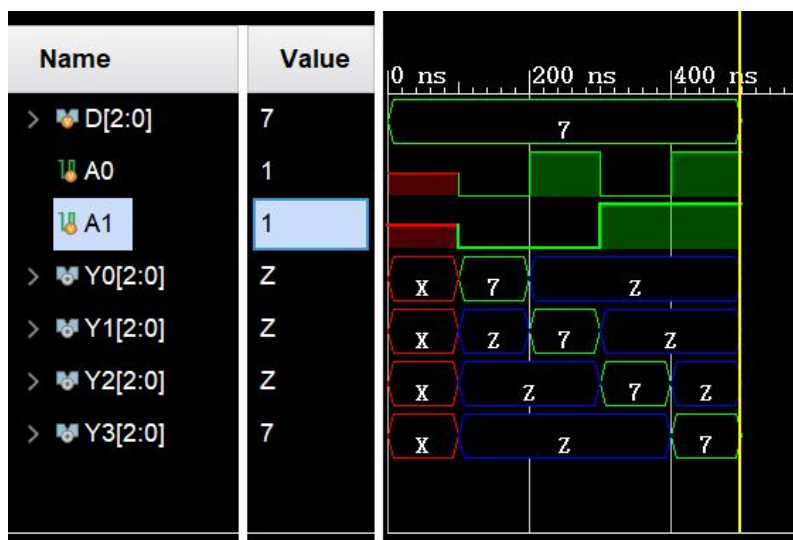 Name Value 0 ns 200 ns 400 ns
D[2:0] 7 7
A0 1
A1 1
Y0[2:0] Z X 7 Z
Y1[2:0] Z X Z 7 Z
Y2[2:0] Z X Z 7 Z
Y3[2:0] 7 X Z 7